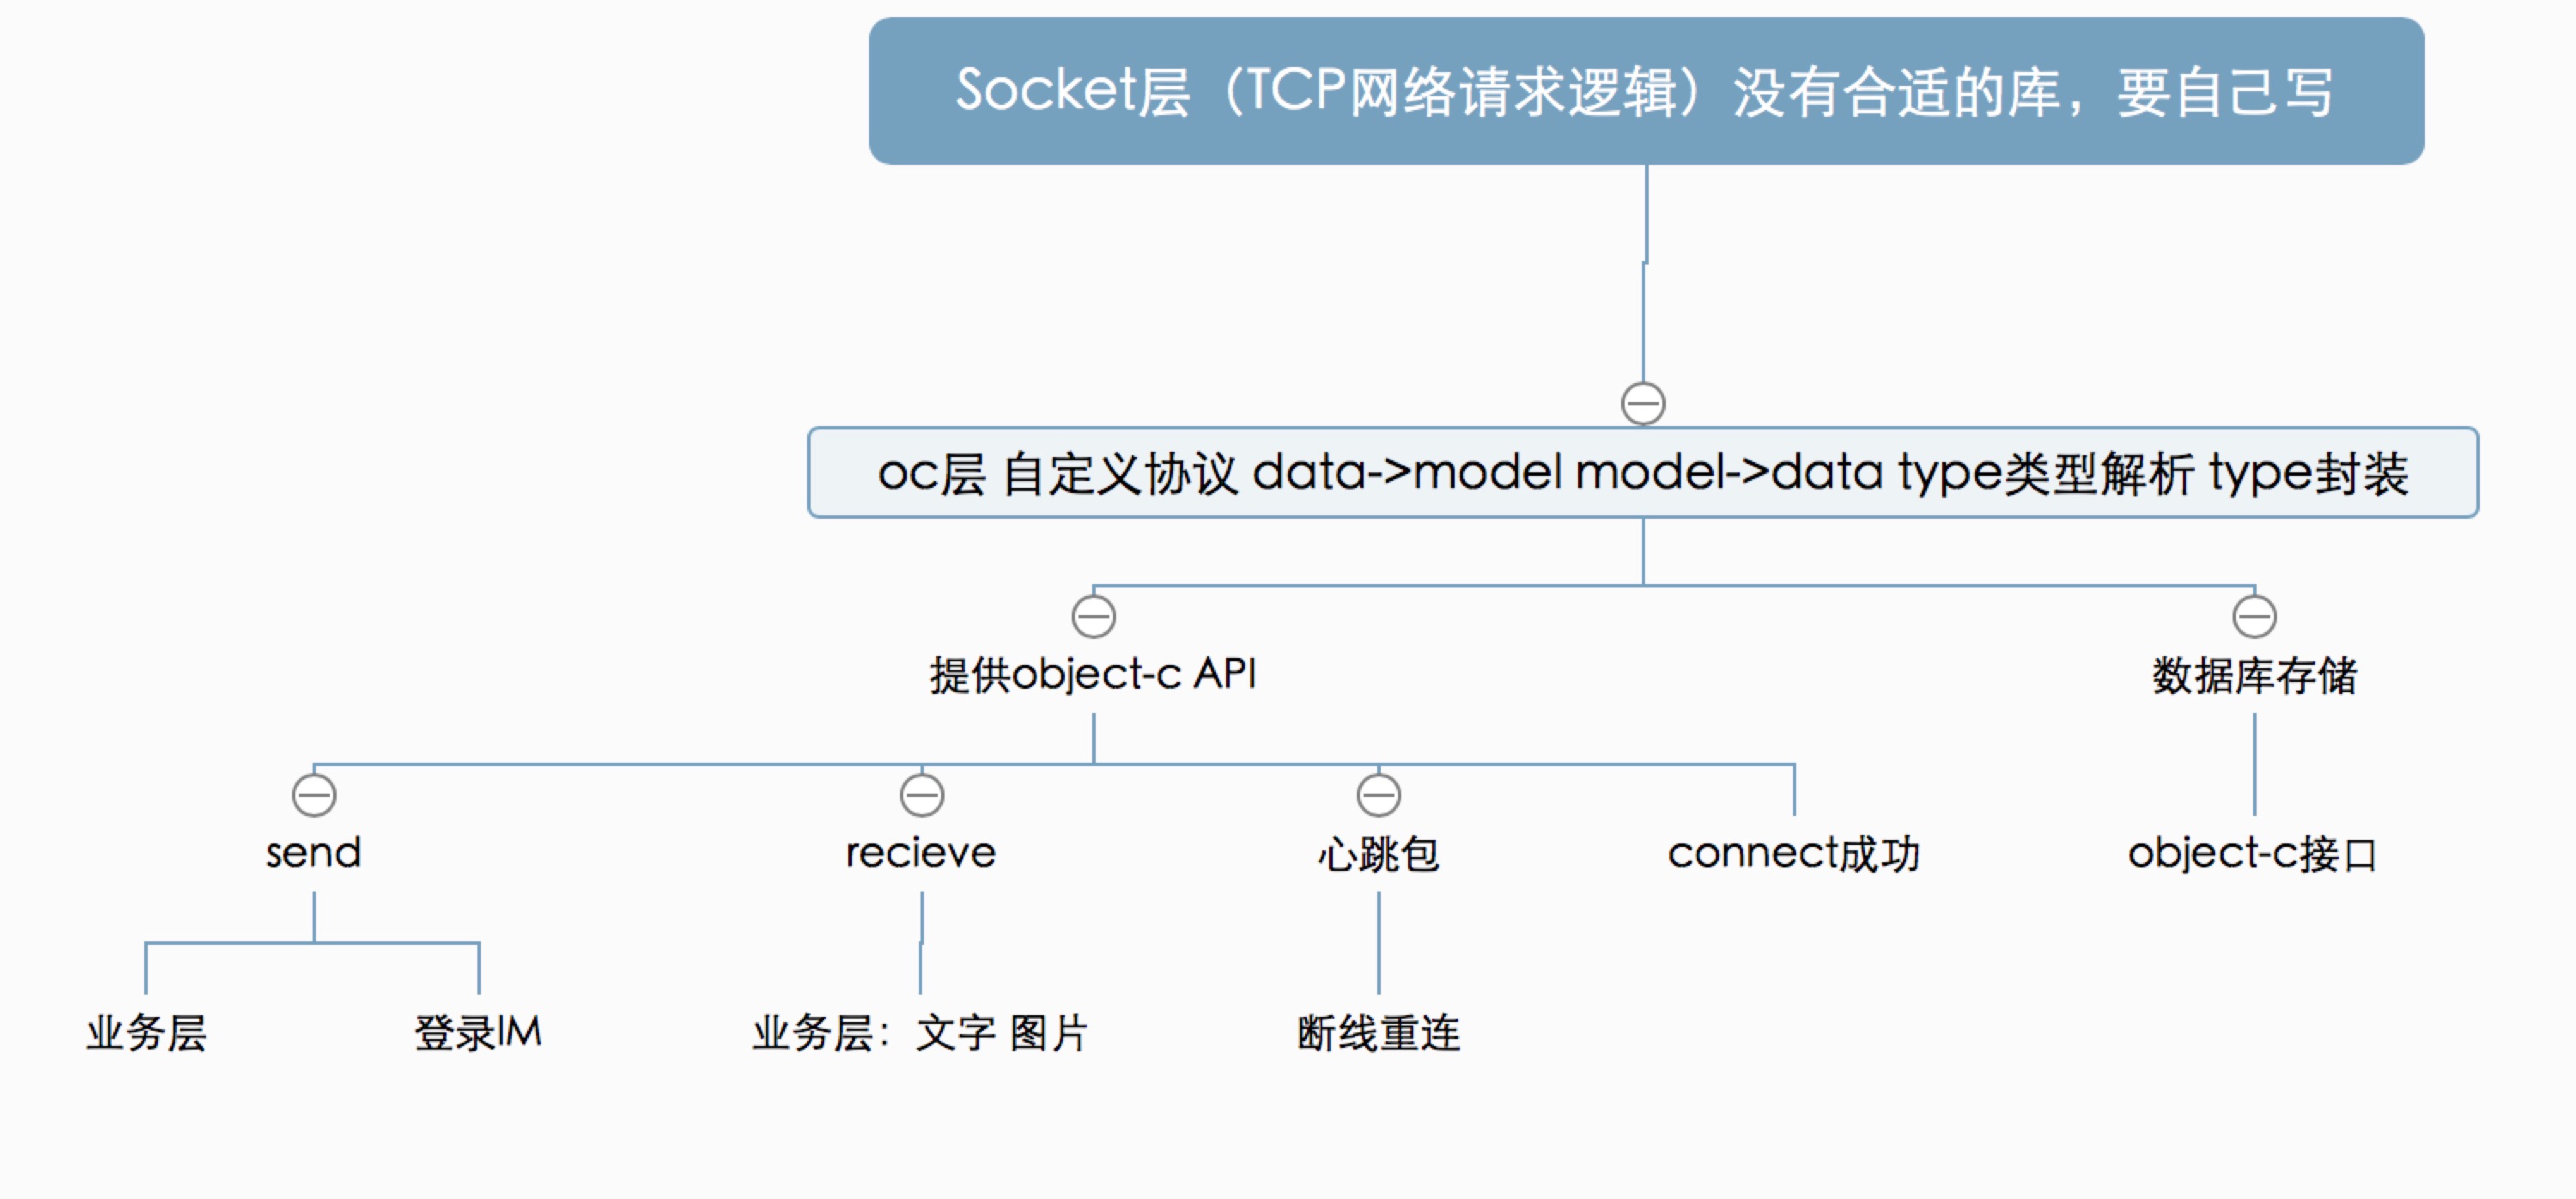 Socket层（TCP网络请求逻辑）没有合适的库，要自己写
oc层 自定义协议 data->model model->data type类型解析 type封装
提供object-c API
数据库存储
send
recieve
心跳包
connect成功
object-c接口
业务层
登录IM
业务层：文字 图片
断线重连